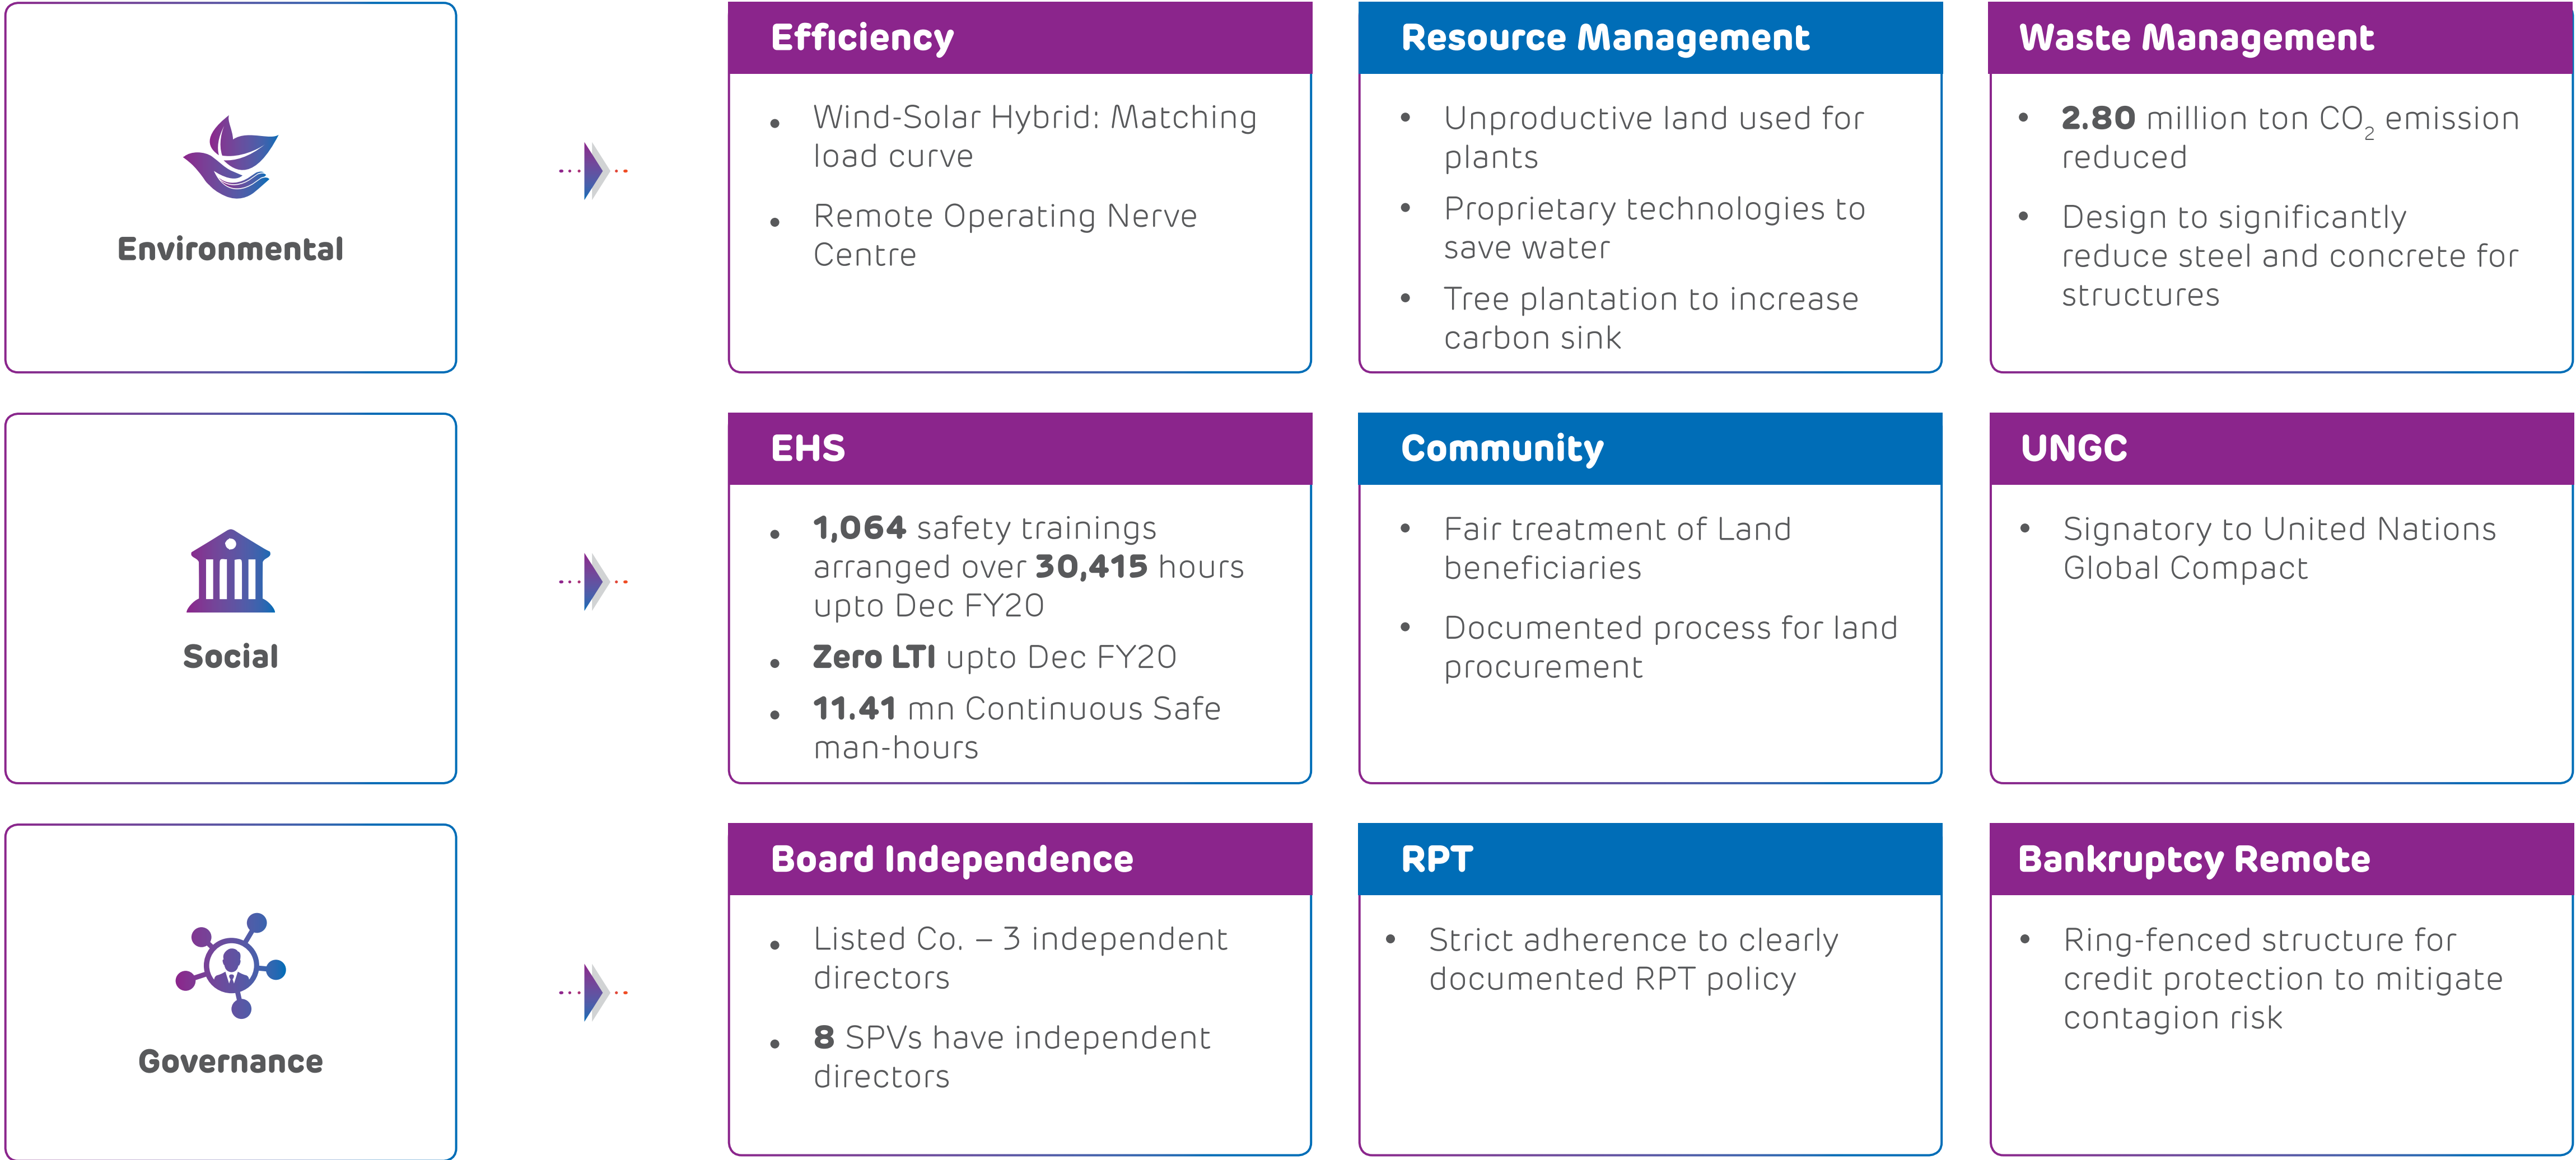 Environmental
Efficiency
• Wind-Solar Hybrid: Matching
load curve
• Remote Operating Nerve
Centre
Resource Management
• Unproductive land used for
plants
• Proprietary technologies to
save water
• Tree plantation to increase
carbon sink
Waste Management
• 2.80 million ton CO₂ emission
reduced
• Design to significantly
reduce steel and concrete for
structures
Social
EHS
• 1,064 safety trainings
arranged over 30,415 hours
upto Dec FY20
• Zero LTI upto Dec FY20
• 11.41 mn Continuous Safe
man-hours
Community
• Fair treatment of Land
beneficiaries
• Documented process for land
procurement
UNGC
• Signatory to United Nations
Global Compact
Governance
Board Independence
• Listed Co. – 3 independent
directors
• 8 SPVs have independent
directors
RPT
• Strict adherence to clearly
documented RPT policy
Bankruptcy Remote
• Ring-fenced structure for
credit protection to mitigate
contagion risk